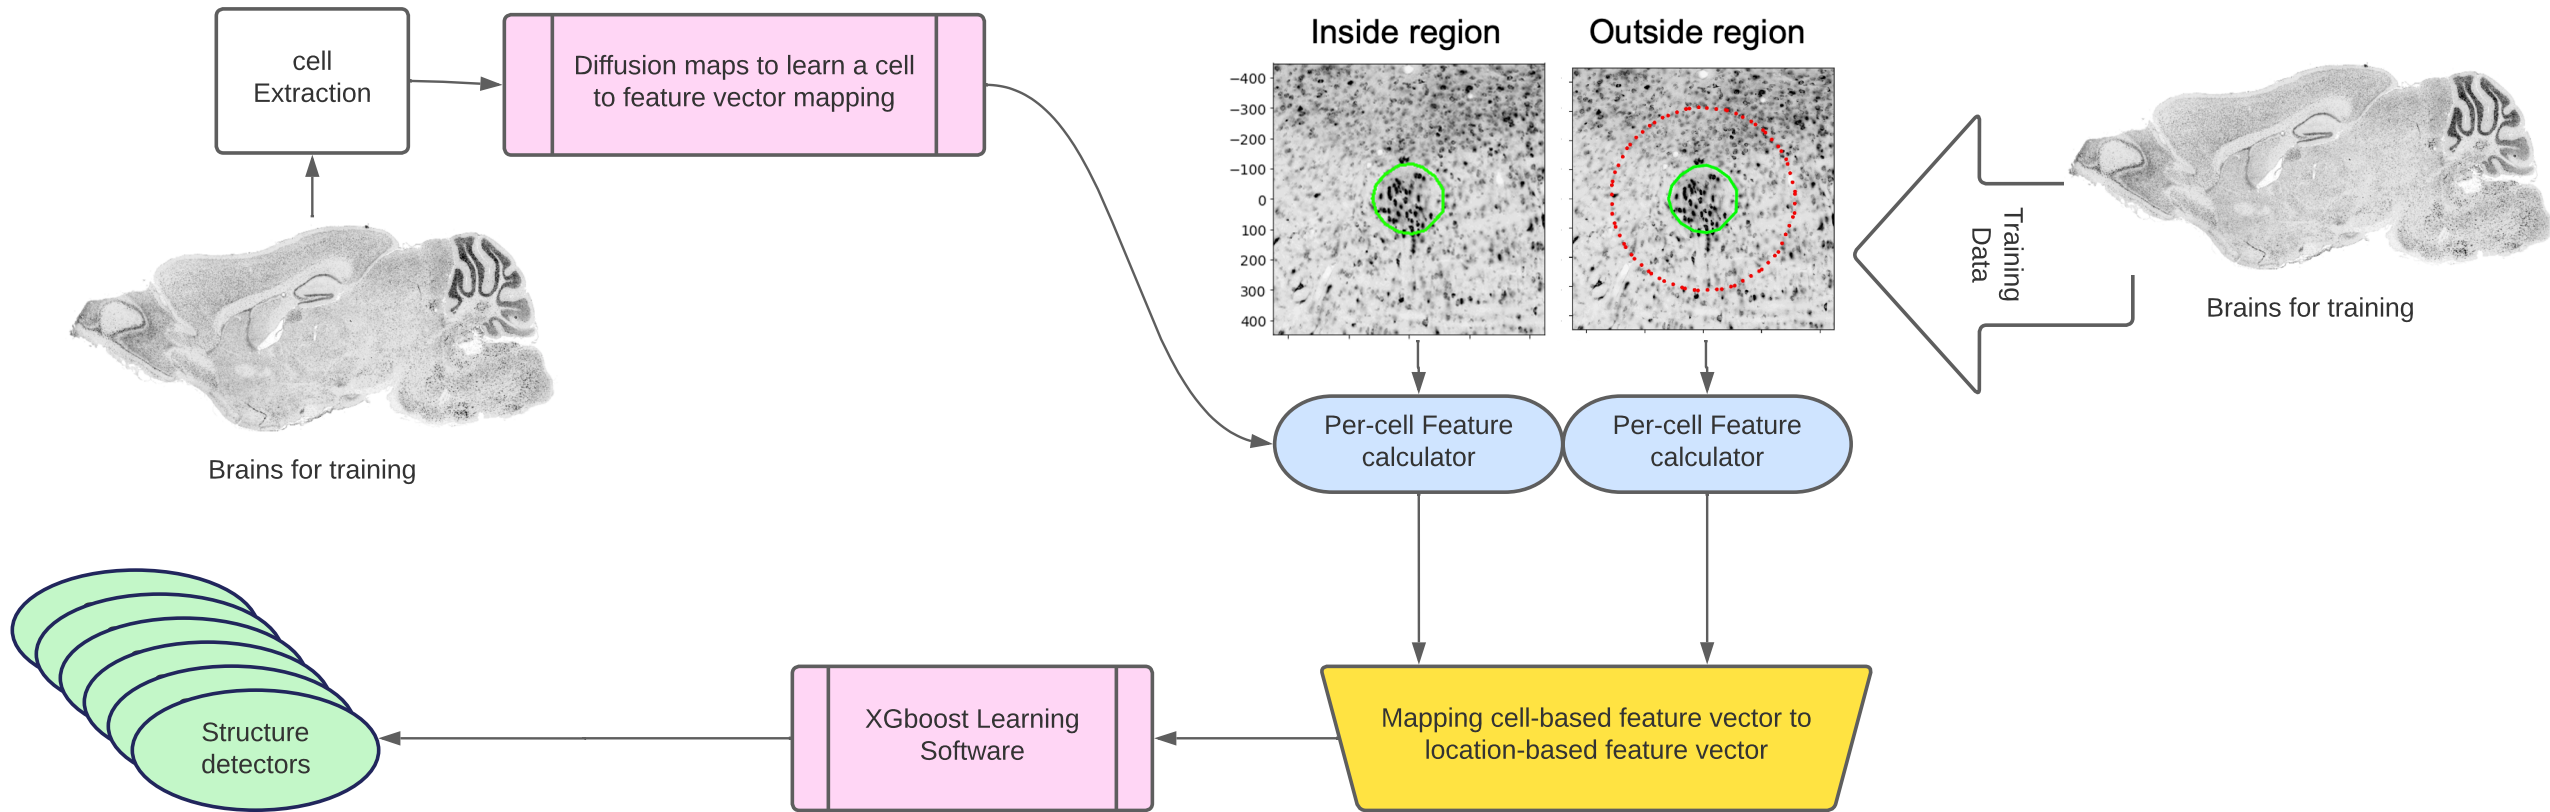 cell
Extraction
Diffusion maps to learn a cell
to feature vector mapping
Inside region
Outside region
−400
−300
−200
−100
0
100
200
300
400
Training
Data
Brains for training
Brains for training
Per-cell Feature
calculator
Per-cell Feature
calculator
Structure
detectors
XGboost Learning
Software
Mapping cell-based feature vector to
location-based feature vector